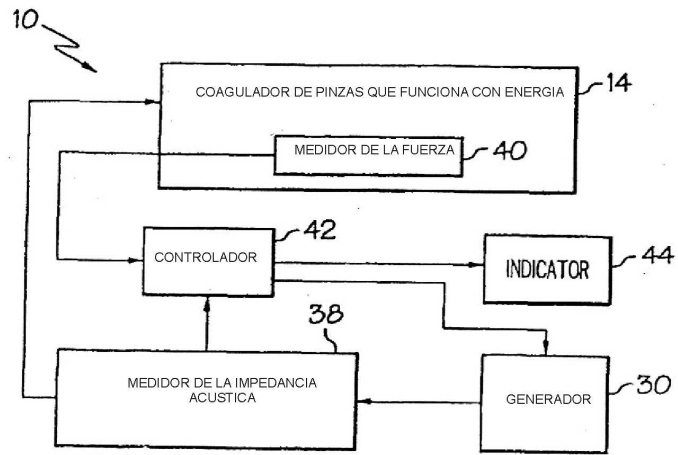 10
COAGULADOR DE PINZAS QUE FUNCIONA CON ENERGIA
14
MEDIDOR DE LA FUERZA
40
42
CONTROLADOR
INDICATOR
44
38
MEDIDOR DE LA IMPEDANCIA
ACUSTICA
GENERADOR
30